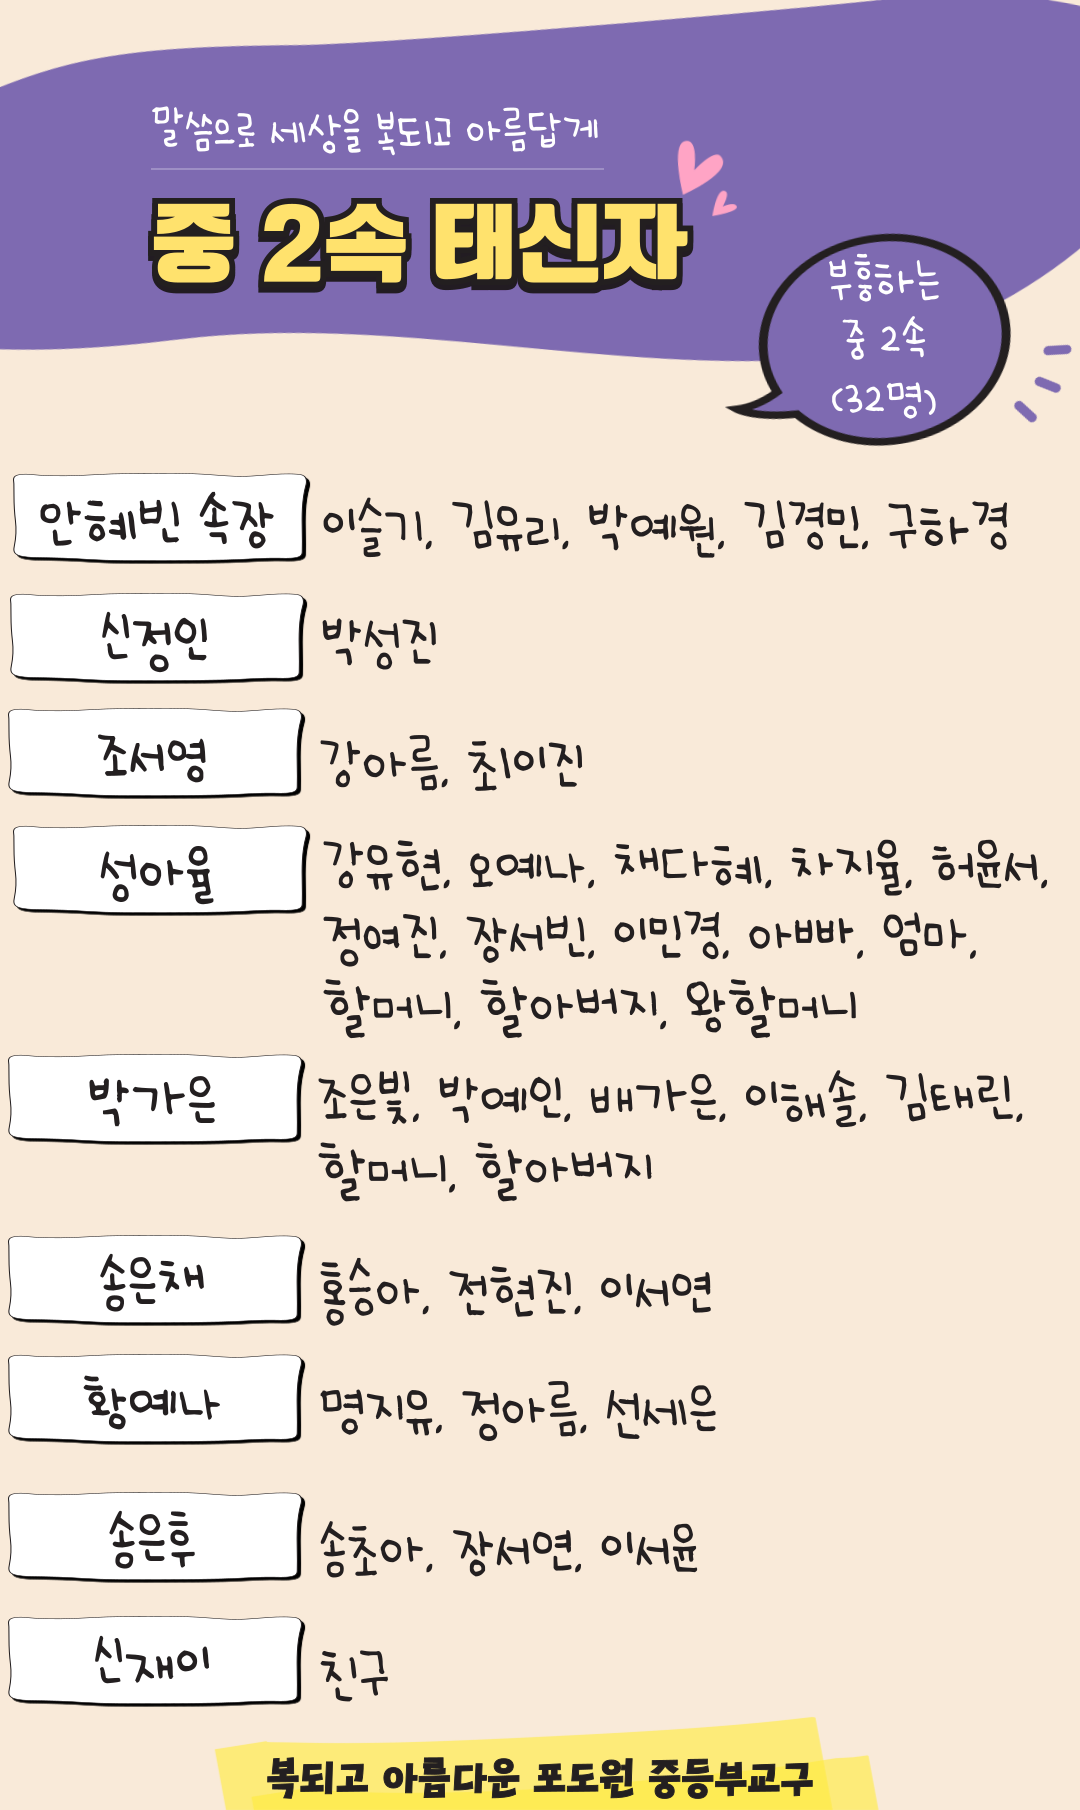 말씀으로 세상을 복되고 아름답게
중 2속 태신자
부흥하는
중 2속
(32명)
안혜빈 속장 이슬기, 김유리, 박예원, 김경민, 구하경
신정인 박성진
조서영 강아름, 최이진
성아율 강유현, 오예나, 채다혜, 차지율, 허윤서,
정여진, 장서빈, 이민경, 아빠, 엄마,
할머니, 할아버지, 왕할머니
박가은 조은빛, 박예인, 배가은, 이해솔, 김태린,
할머니, 할아버지
송은채 홍승아, 전현진, 이서연
황예나 명지유, 정아름, 선세은
송은후 송초아, 장서연, 이서윤
신재이 친구
복되고 아름다운 포도원 중등부교구